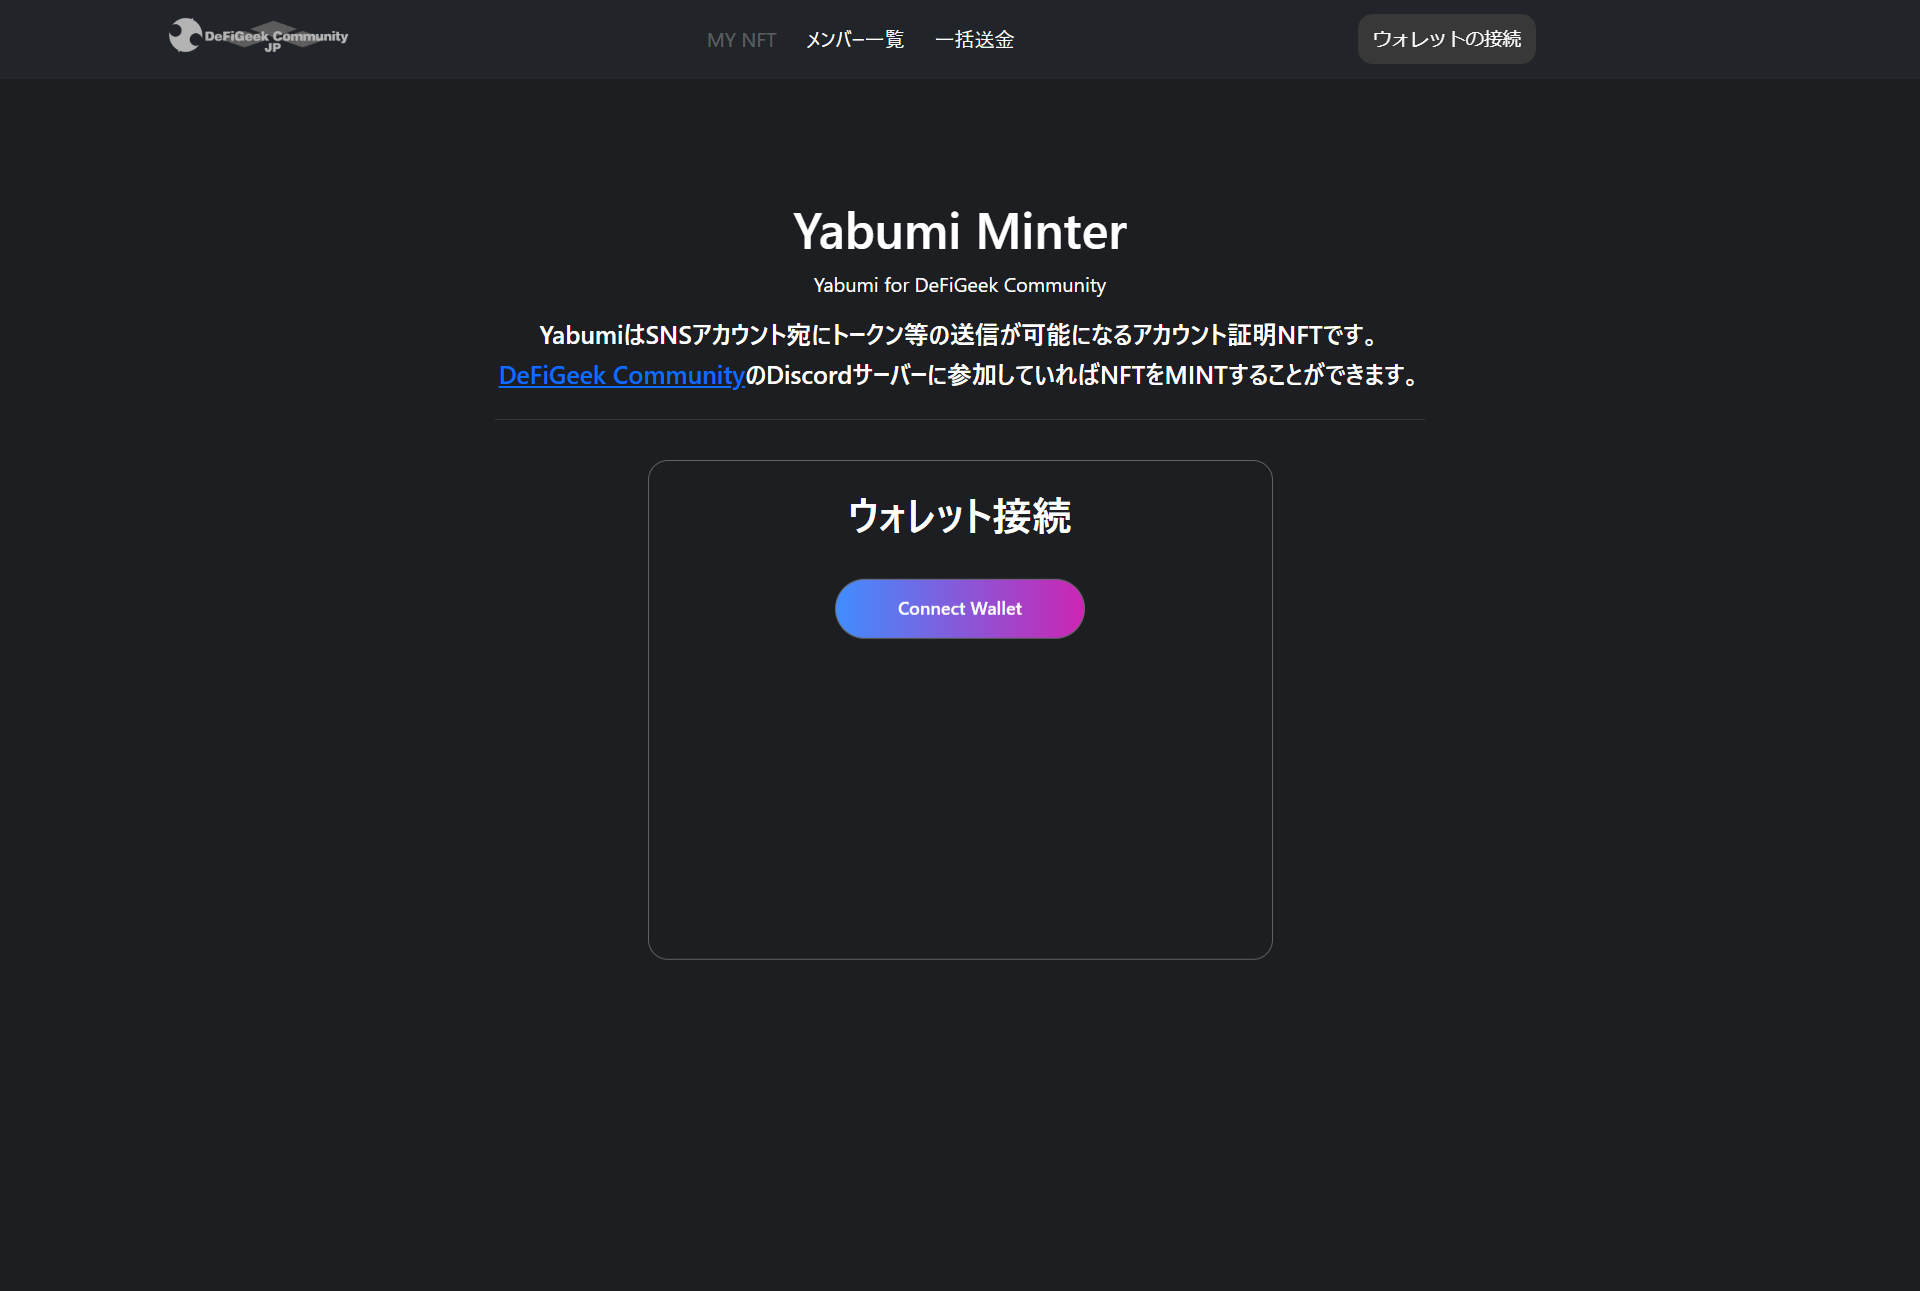 DeFiGeek Community
JP
MY NFT
メンバー一覧
一括送金
ウォレットの接続
Yabumi Minter
Yabumi for DeFiGeek Community
YabumiはSNSアカウント宛にトークン等の送信が可能になるアカウント証明NFTです。
DeFiGeek CommunityのDiscordサーバーに参加していればNFTをMINTすることができます。
ウォレット接続
Connect Wallet